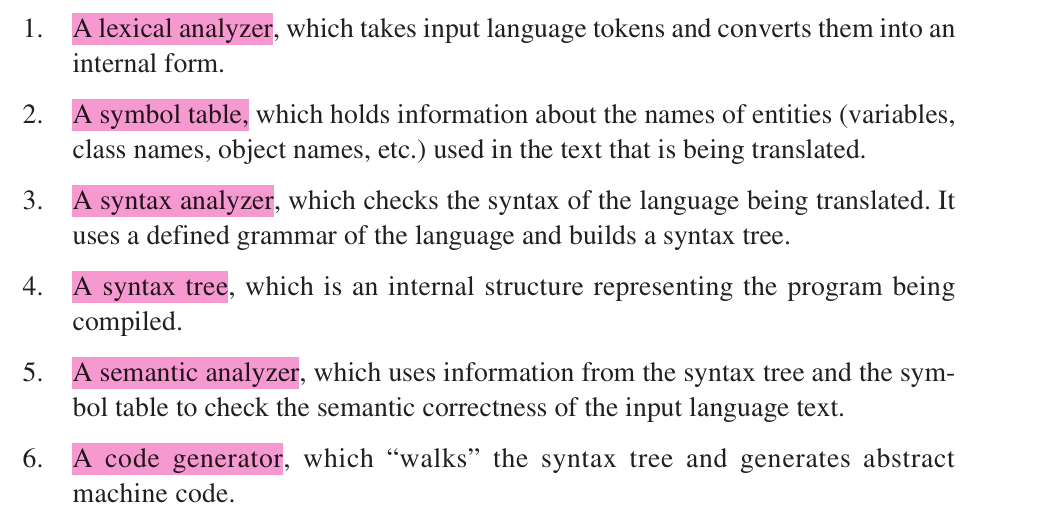 1. A lexical analyzer, which takes input language tokens and converts them into an
internal form.
2. A symbol table, which holds information about the names of entities (variables,
class names, object names, etc.) used in the text that is being translated.
3. A syntax analyzer, which checks the syntax of the language being translated. It
uses a defined grammar of the language and builds a syntax tree.
4. A syntax tree, which is an internal structure representing the program being
compiled.
5. A semantic analyzer, which uses information from the syntax tree and the sym-
bol table to check the semantic correctness of the input language text.
6. A code generator, which “walks” the syntax tree and generates abstract
machine code.